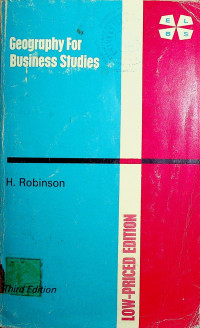 Geography For
Business Studies
E L
B S
H. Robinson
LOW-PRICED EDITION
Third Edition